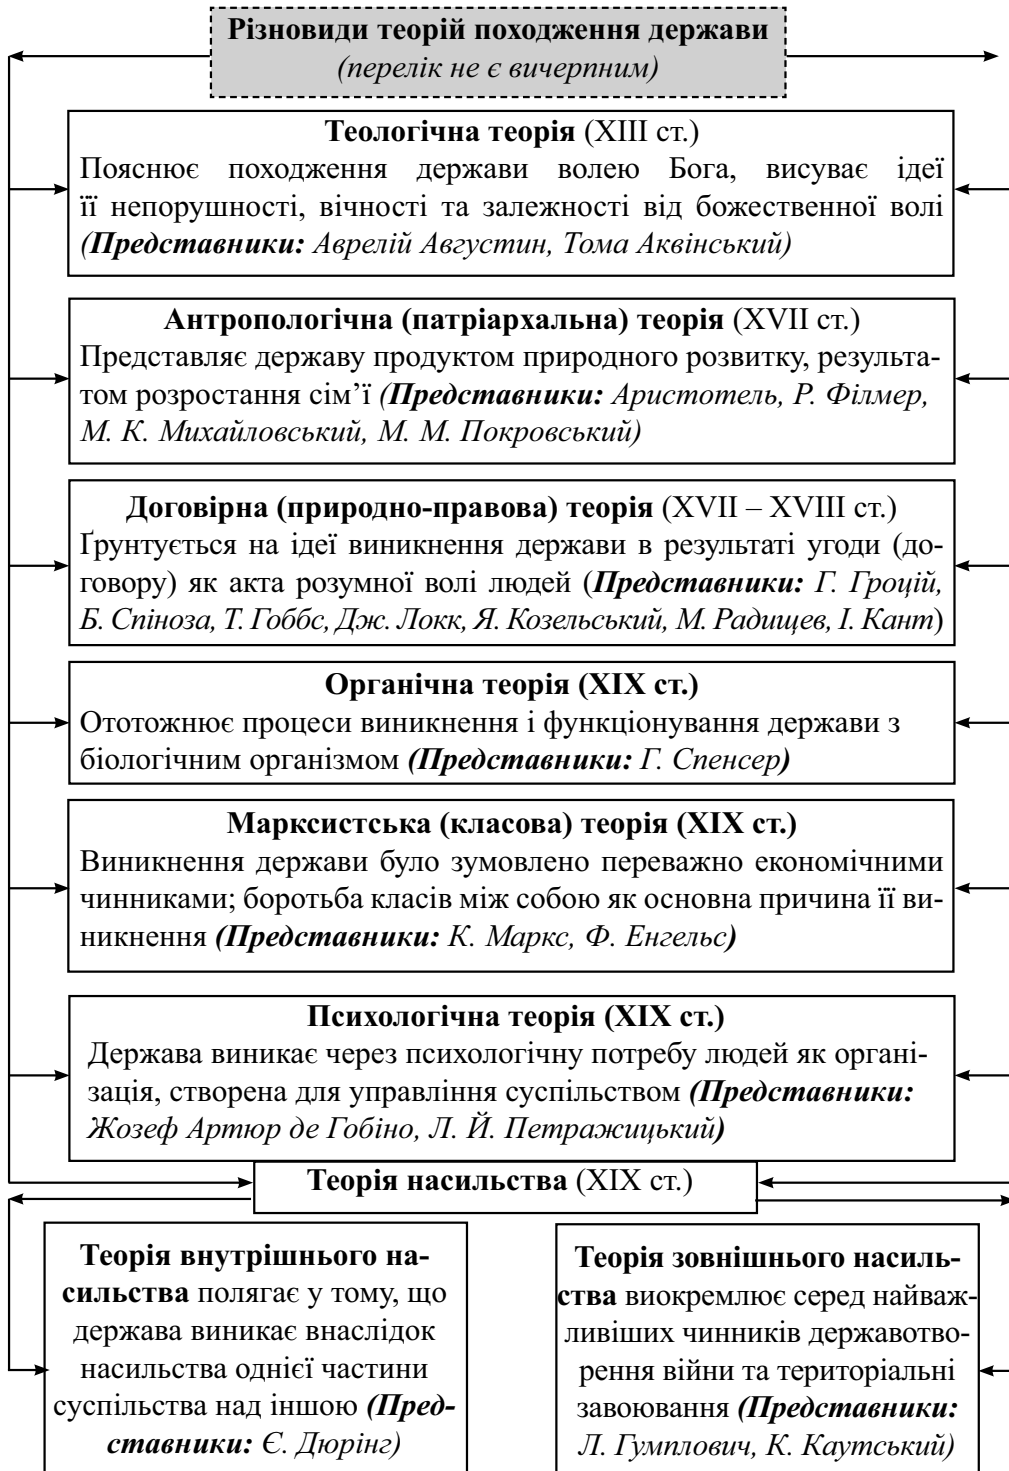 Різновиди теорій походження держави
(перелік не є вичерпним)
Теологічна теорія (XIII ст.)
Пояснює походження держави волею Бога, висуває ідеї
її непорушності, вічності та залежності від божественної волі
(Представники: Аврелій Августин, Тома Аквінський)
Антропологічна (патріархальна) теорія (XVII ст.)
Представляє державу продуктом природного розвитку, результа-
том розростання сім’ї (Представники: Аристотель, Р. Філмер,
М. К. Михайловський, М. М. Покровський)
Договірна (природно-правова) теорія (XVII – XVIII ст.)
Ґрунтується на ідеї виникнення держави в результаті угоди (до-
говору) як акта розумної волі людей (Представники: Г. Гроцій,
Б. Спіноза, Т. Гоббс, Дж. Локк, Я. Козельський, М. Радищев, І. Кант)
Органічна теорія (XIX ст.)
Ототожнює процеси виникнення і функціонування держави з
біологічним організмом (Представники: Г. Спенсер)
Марксистська (класова) теорія (XIX ст.)
Виникнення держави було зумовлено переважно економічними
чинниками; боротьба класів між собою як основна причина її ви-
никнення (Представники: К. Маркс, Ф. Енгельс)
Психологічна теорія (XIX ст.)
Держава виникає через психологічну потребу людей як органі-
зація, створена для управління суспільством (Представники:
Жозеф Артюр де Гобіно, Л. Й. Петражицький)
Теорія насильства (XIX ст.)
Теорія внутрішнього на-
сильства полягає у тому, що
держава виникає внаслідок
насильства однієї частини
суспільства над іншою (Пред-
ставники: Є. Дюрінг)
Теорія зовнішнього насиль-
ства виокремлює серед найваж-
ливіших чинників державотво-
рення війни та територіальні
завоювання (Представники:
Л. Гумплович, К. Каутський)